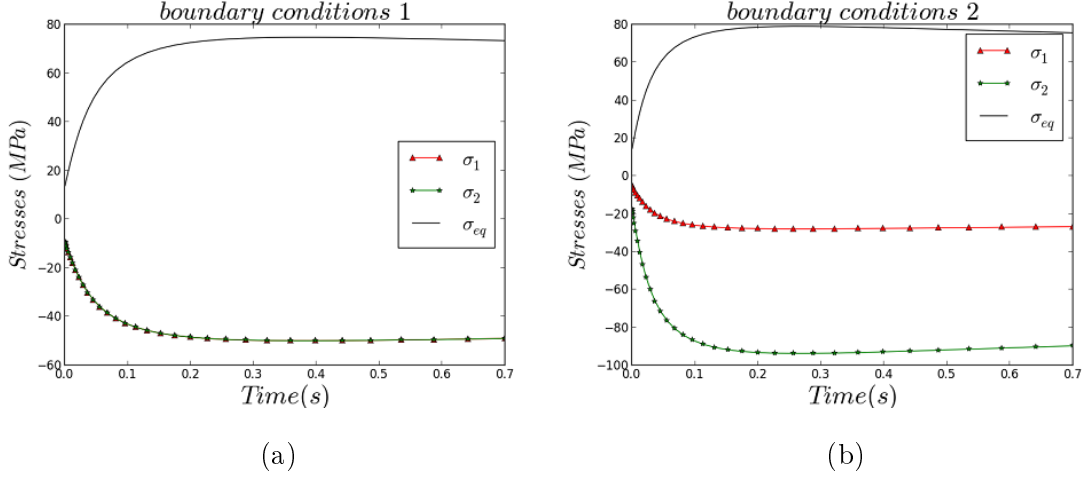 boundary conditions 1
80
60
40
20
0
−20
−40
−60
0.0 0.1 0.2 0.3 0.4 0.5 0.6 0.7
Stresses (MPa)
Time(s)
σ1
σ2
σeq
(a)
boundary conditions 2
80
60
40
20
0
−20
−40
−60
−80
−100
0.0 0.1 0.2 0.3 0.4 0.5 0.6 0.7
Stresses (MPa)
Time(s)
σ1
σ2
σeq
(b)